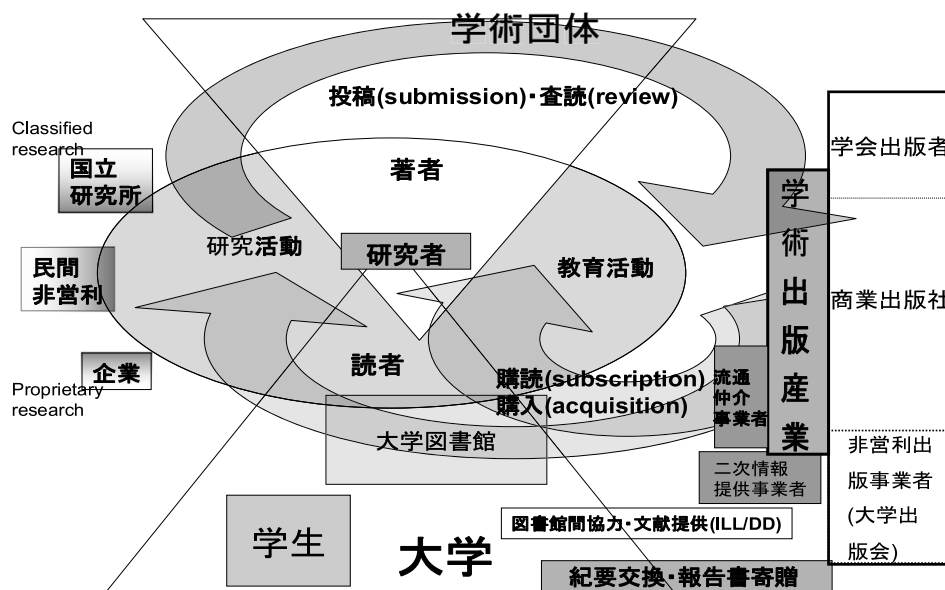 学術団体
投稿(submission)・査読(review)
Classified
research
国立
研究所
著者
学会出版者
研究活動
研究者
教育活動
民間
非営利
商業出版社
学術出版産業
企業
読者
Proprietary
research
購読(subscription)
購入(acquisition)
流通
仲介
事業者
大学図書館
二次情報
提供事業者
非営利出
版事業者
(大学出
版会)
図書館間協力・文献提供(ILL/DD)
学生
大学
紀要交換・報告書寄贈